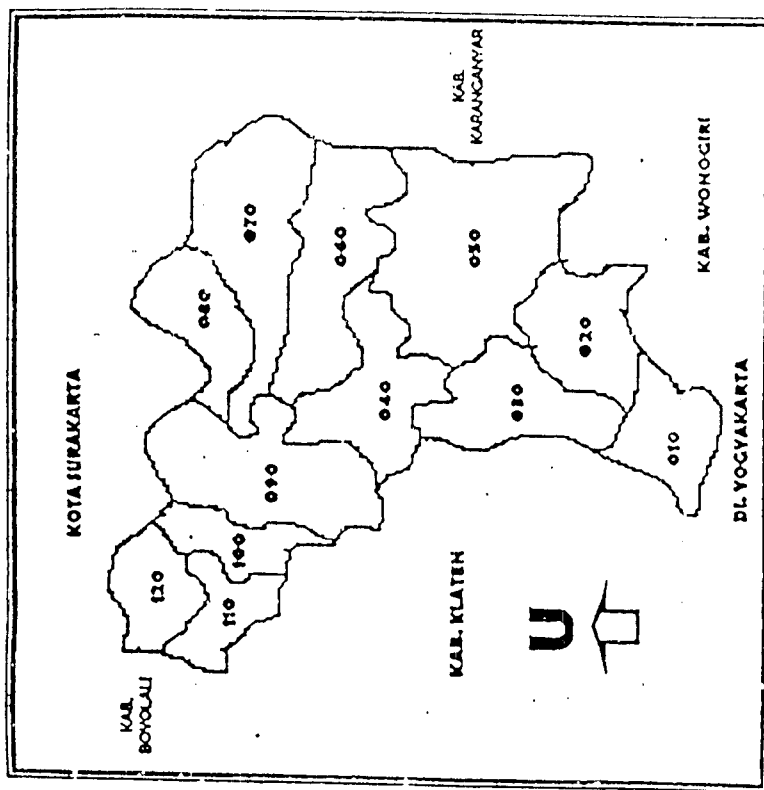 KOTA SURAKARTA
KAB.
BOYOLALI
120
080
110
100
070
090
060
040
KAB. KLATEN
KAB.
KARANGANYAR
050
030
U
020
010
KAB. WONOGIRI
DI. YOGYAKARTA